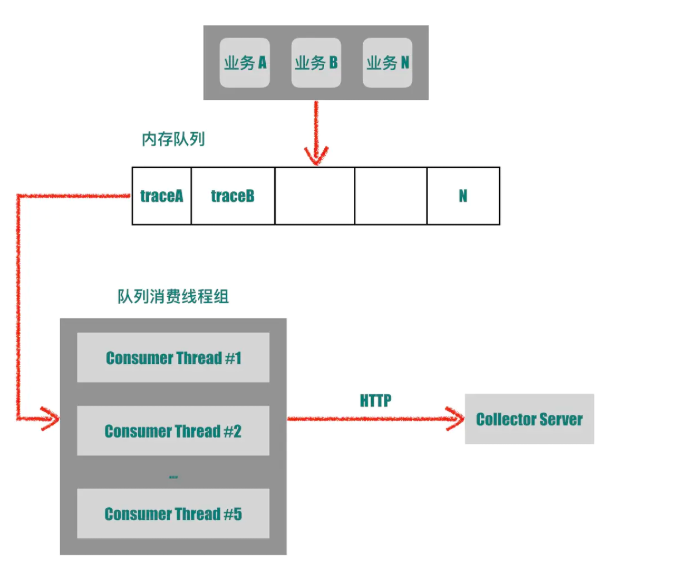 业务 A 业务 B 业务 N
内存队列
traceA traceB N
队列消费线程组
Consumer Thread #1
HTTP
Consumer Thread #2
Collector Server
...
Consumer Thread #5